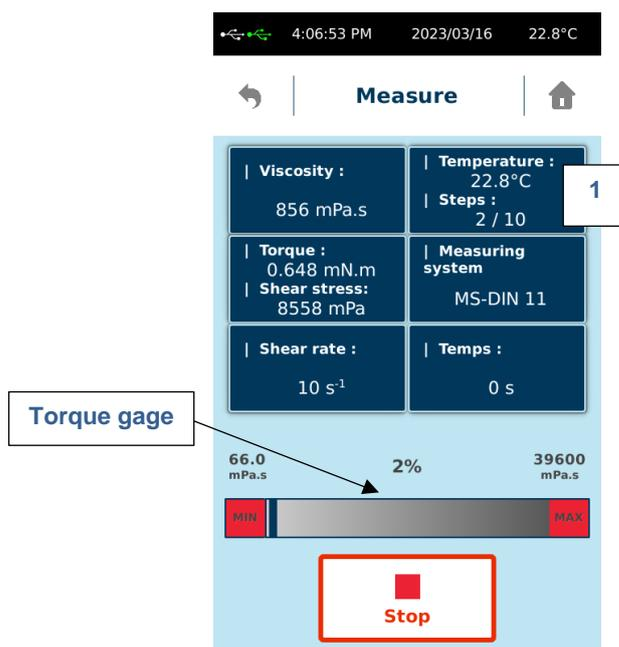 4:06:53 PM 2023/03/16 22.8°C
Measure
| Viscosity :
856 mPa.s
| Temperature :
22.8°C
| Steps :
2 / 10
1
| Torque :
0.648 mN.m
| Shear stress:
8558 mPa
| Measuring
system
MS-DIN 11
| Shear rate :
10 s⁻¹
| Temps :
0 s
Torque gage
66.0
mPa.s
2%
39600
mPa.s
MIN
MAX
Stop